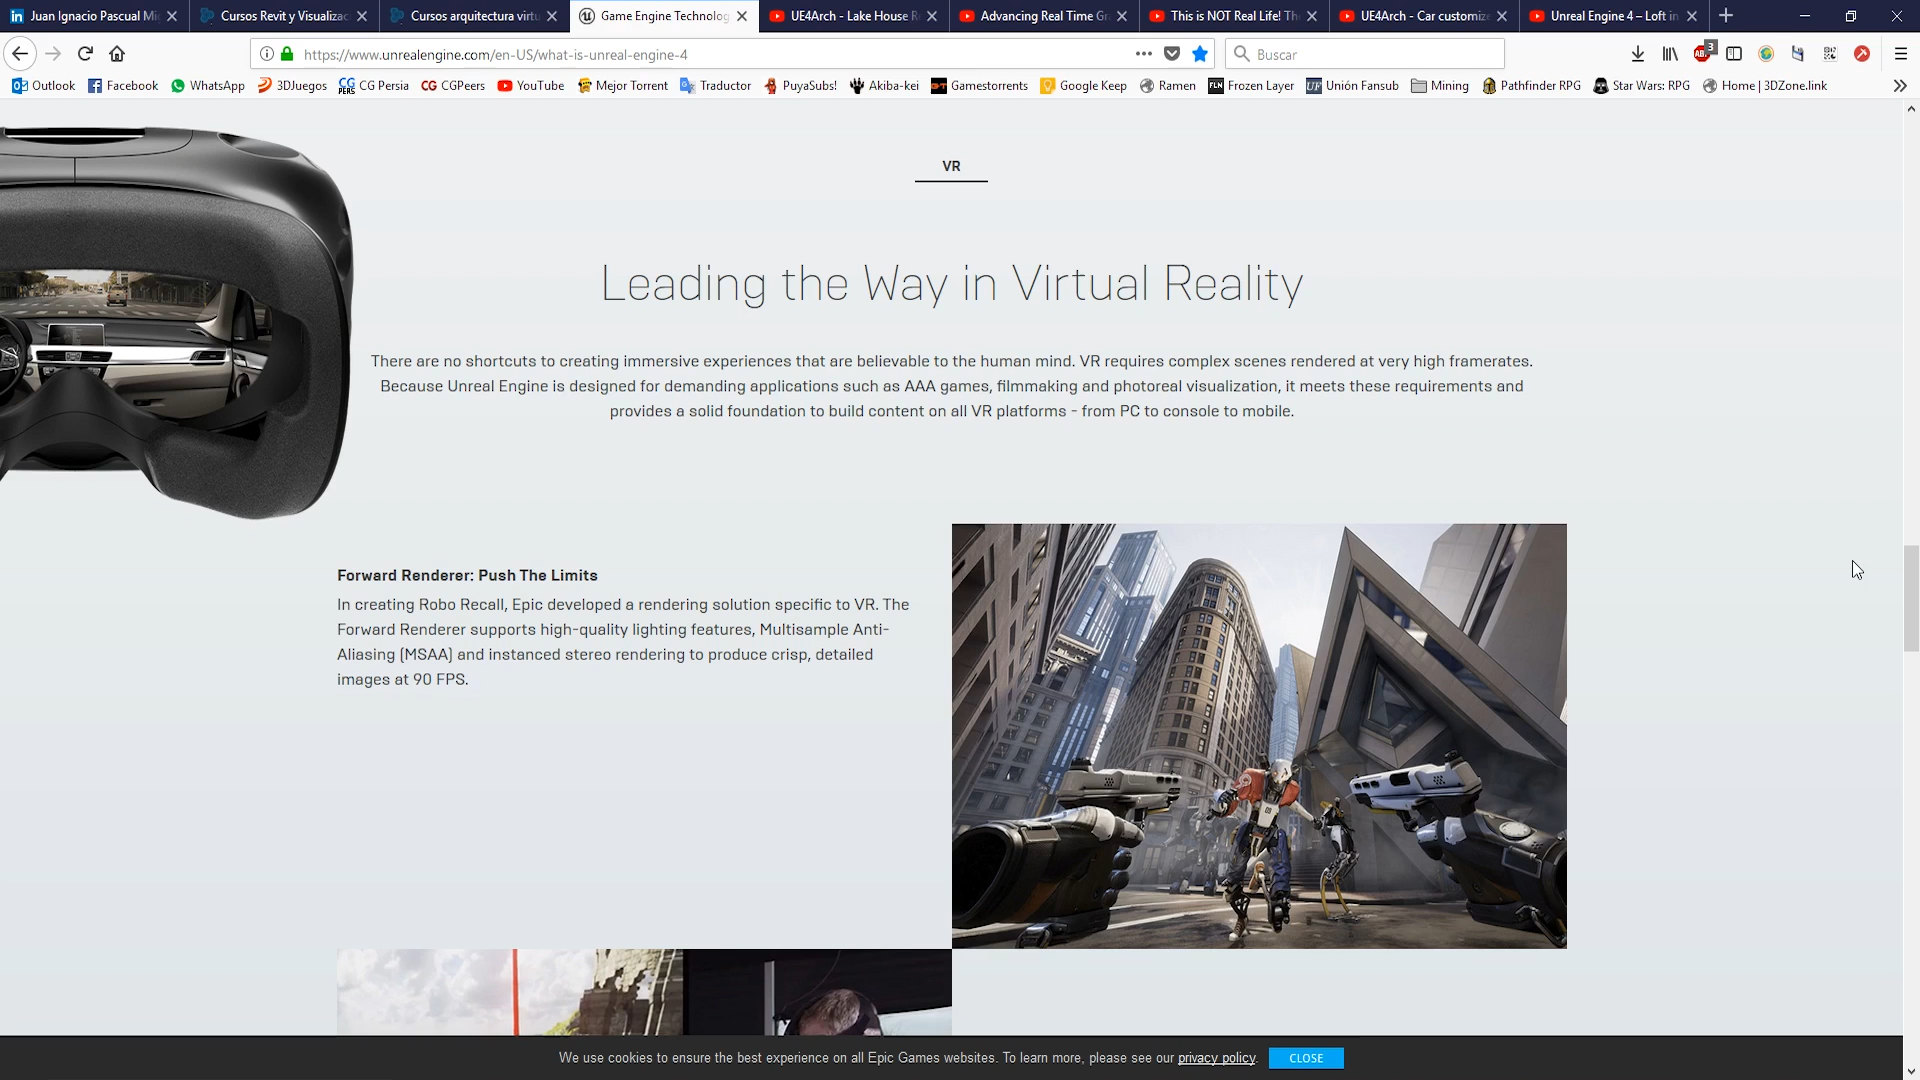 Juan Ignacio Pascual Mi
Cursos Revit y Visualizac
Cursos arquitectura virtu
Game Engine Technolog
UE4Arch - Lake House R
Advancing Real Time Gr
This is NOT Real Life! Th
UE4Arch - Car customize
Unreal Engine 4 – Loft in
https://www.unrealengine.com/en-US/what-is-unreal-engine-4
Buscar
3
Outlook
Facebook
WhatsApp
3DJuegos
CG Persia
CGPeers
YouTube
Mejor Torrent
Traductor
PuyaSubs!
Akiba-kei
Gamestorrents
Google Keep
Ramen
Frozen Layer
Unión Fansub
Mining
Pathfinder RPG
Star Wars: RPG
Home | 3DZone.link
VR
Leading the Way in Virtual Reality
There are no shortcuts to creating immersive experiences that are believable to the human mind. VR requires complex scenes rendered at very high framerates.
Because Unreal Engine is designed for demanding applications such as AAA games, filmmaking and photoreal visualization, it meets these requirements and
provides a solid foundation to build content on all VR platforms - from PC to console to mobile.
Forward Renderer: Push The Limits
In creating Robo Recall, Epic developed a rendering solution specific to VR. The
Forward Renderer supports high-quality lighting features, Multisample Anti-
Aliasing (MSAA) and instanced stereo rendering to produce crisp, detailed
images at 90 FPS.
We use cookies to ensure the best experience on all Epic Games websites. To learn more, please see our privacy policy.
CLOSE